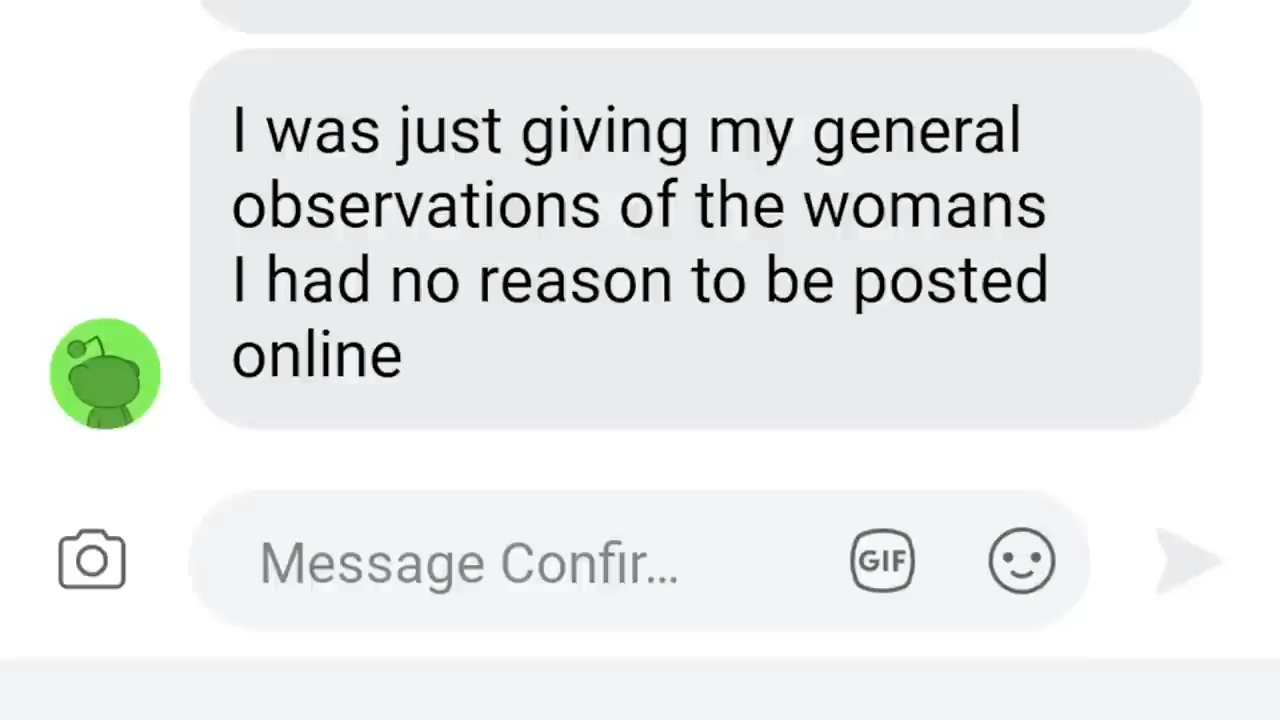 I was just giving my general
observations of the womans
I had no reason to be posted
online
Message Confir...
GIF